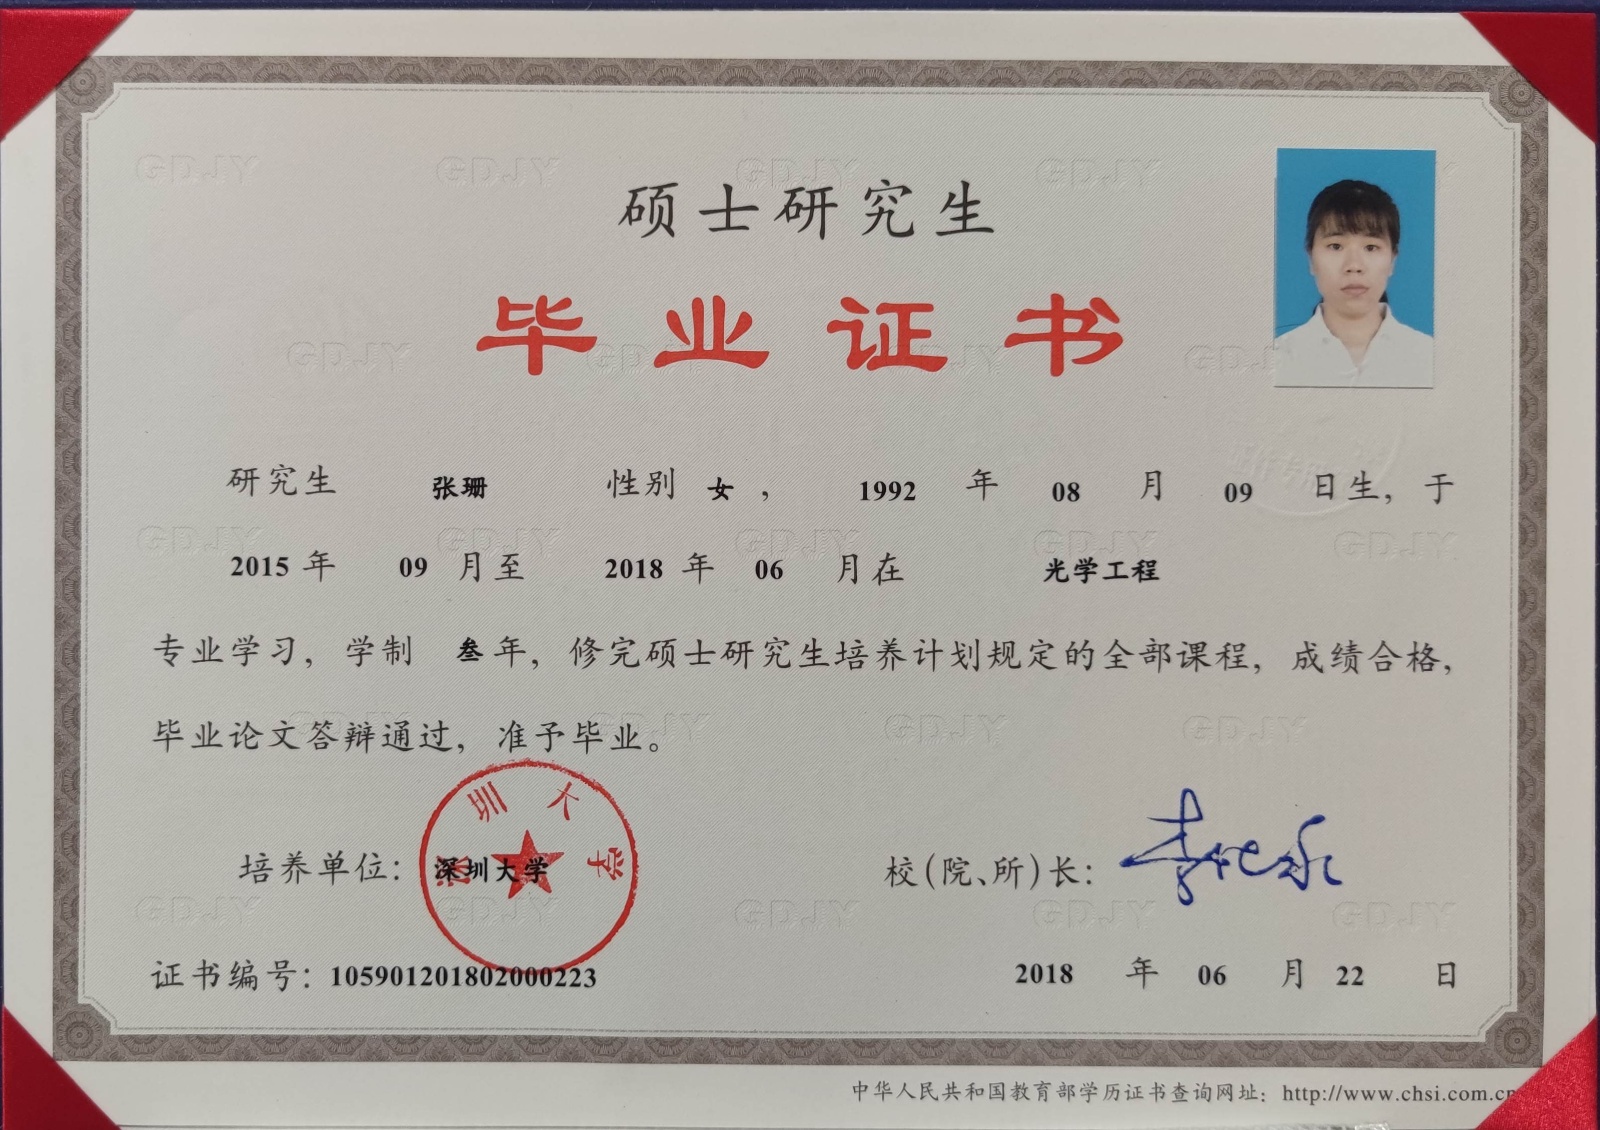 硕士研究生
毕业证书
研究生 张珊 性别 女， 1992 年 08 月 09 日生，于
2015 年 09 月至 2018 年 06 月在 光学工程
专业学习，学制 叁年，修完硕士研究生培养计划规定的全部课程，成绩合格，
毕业论文答辩通过，准予毕业。
深圳大学
培养单位：深圳大学 校(院、所)长：
证书编号：105901201802000223 2018 年 06 月 22 日
中华人民共和国教育部学历证书查询网址：http://www.chsi.com.cn
GDJY